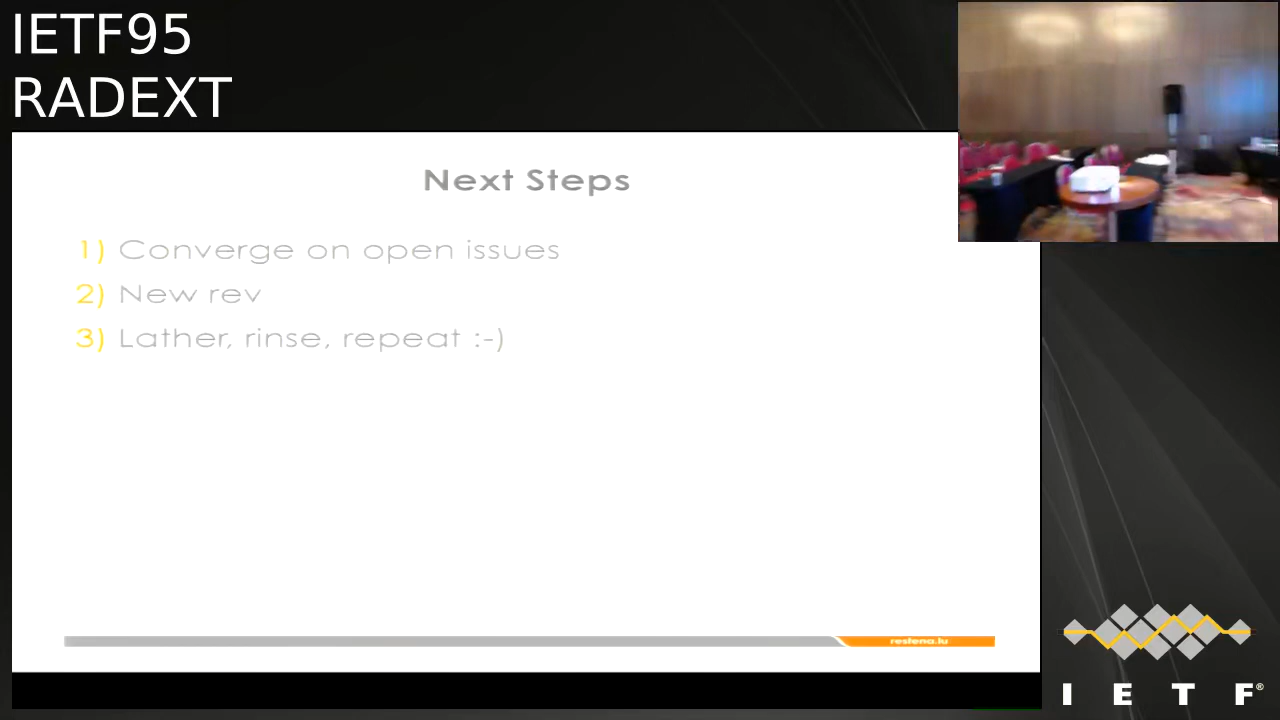 IETF95
RADEXT
Next Steps
1) Converge on open issues
2) New rev
3) Lather, rinse, repeat :-)
restena.lu
I E T F®